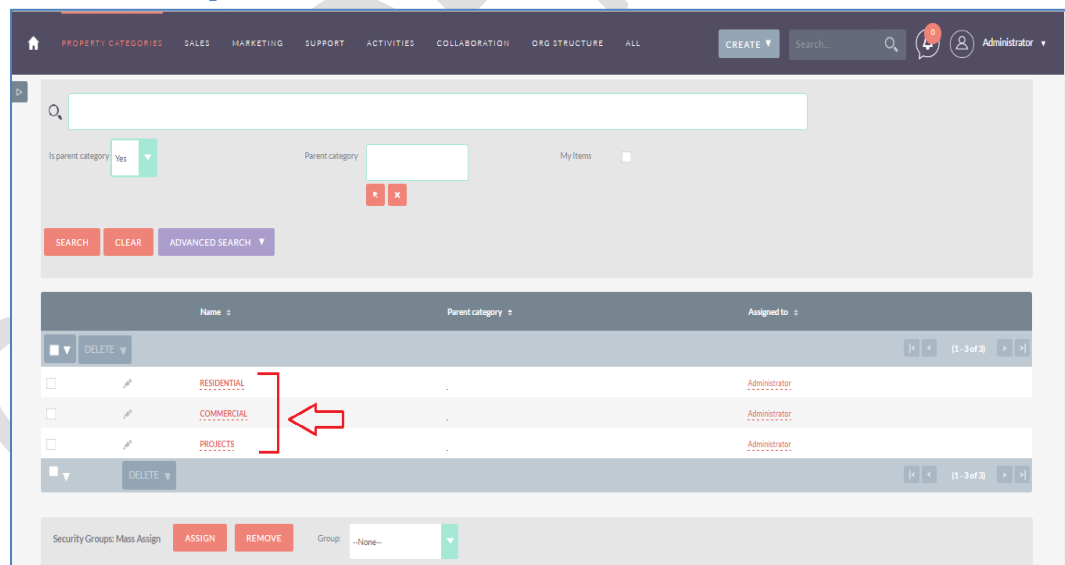 PROPERTY CATEGORIES SALES MARKETING SUPPORT ACTIVITIES COLLABORATION ORG STRUCTURE ALL CREATE Search... 0 Administrator
Is parent category Yes Parent category My Items
SEARCH CLEAR ADVANCED SEARCH
Name Parent category Assigned to
DELETE (1 - 3 of 3)
RESIDENTIAL Administrator
COMMERCIAL Administrator
PROJECTS Administrator
DELETE (1 - 3 of 3)
Security Groups: Mass Assign ASSIGN REMOVE Group: --None--